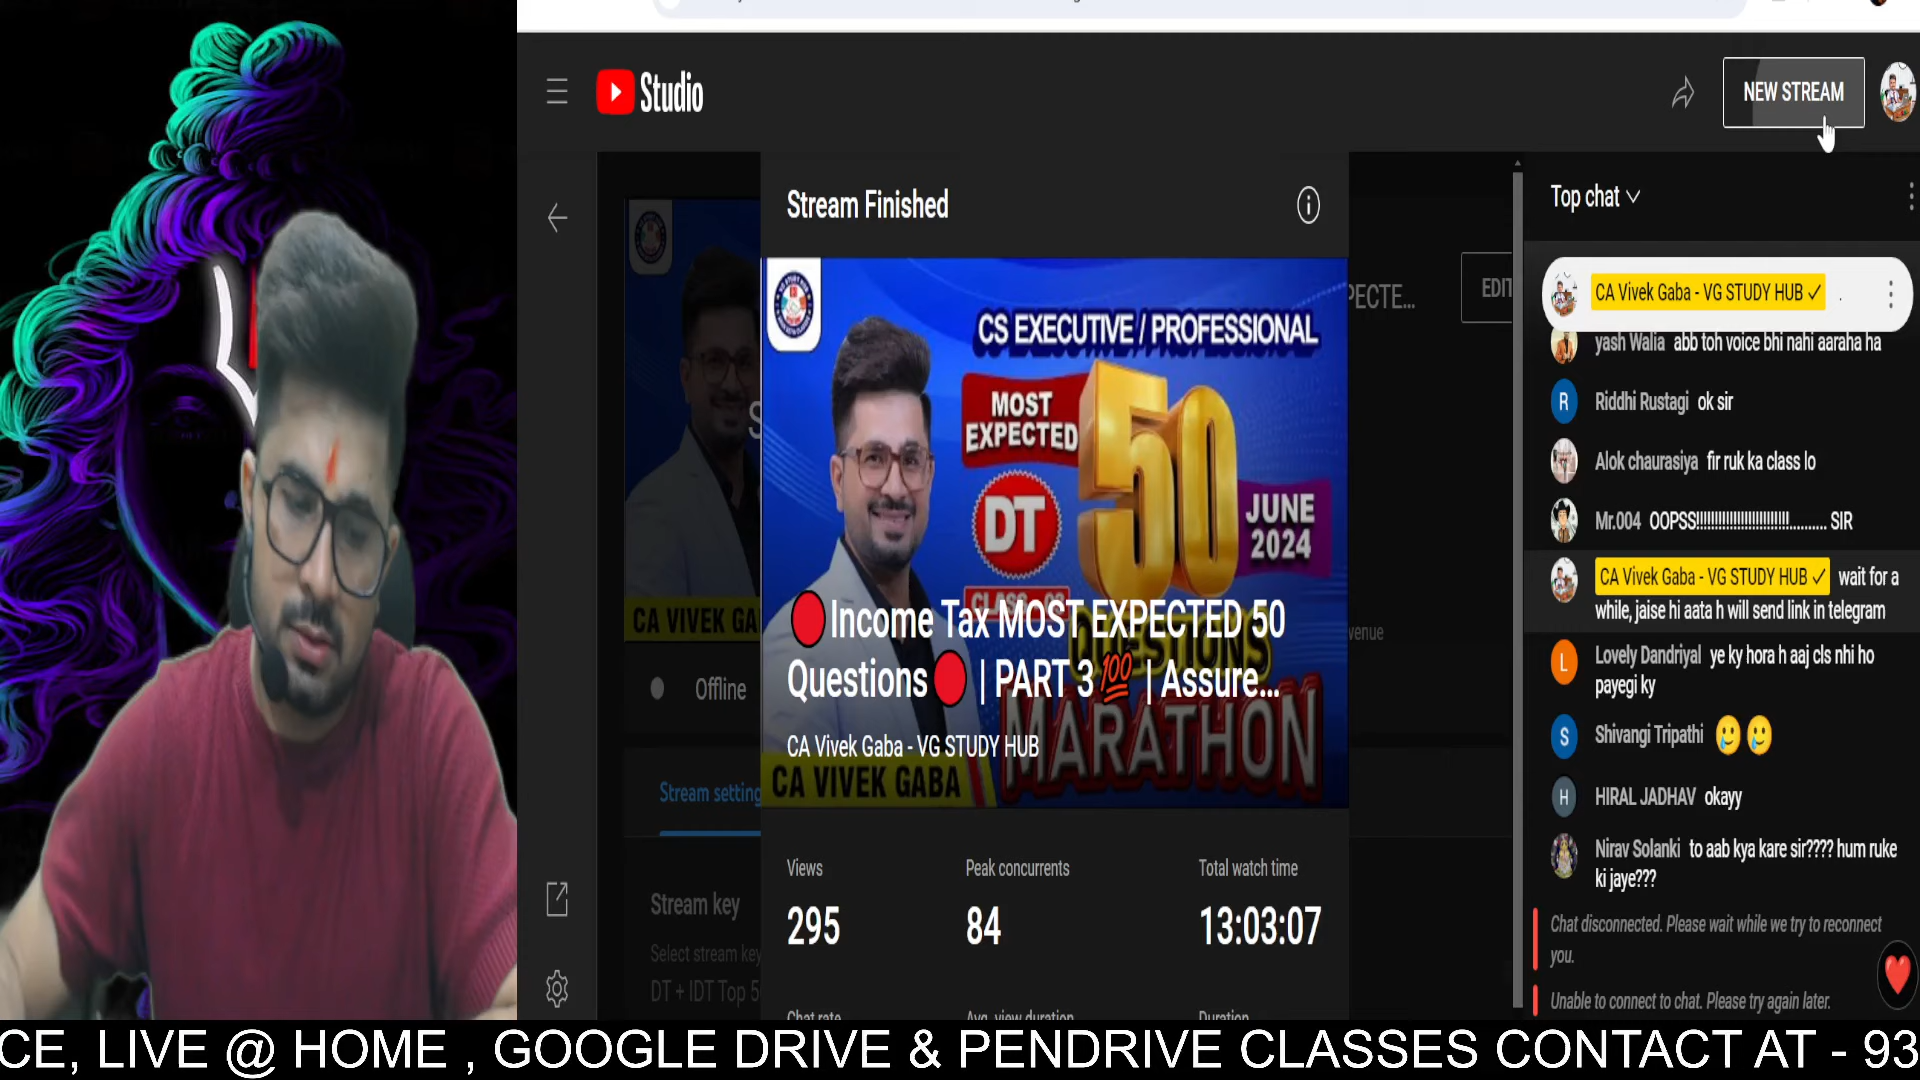 Studio
NEW STREAM
Stream Finished
Top chat
CS EXECUTIVE / PROFESSIONAL
MOST
EXPECTED
50
DT
JUNE
2024
QUESTIONS
MARATHON
CA VIVEK GABA
🔴Income Tax MOST EXPECTED 50
Questions🔴 | PART 3💯 | Assure...
CA Vivek Gaba - VG STUDY HUB
Views
295
Peak concurrents
84
Total watch time
13:03:07
Chat rate
Avg. view duration
Duration
PECTE...
EDIT
CA VIVEK GA
Offline
venue
Stream setting
Stream key
Select stream key
DT + IDT Top 5
CA Vivek Gaba - VG STUDY HUB ✓ .
yash Walia abb toh voice bhi nahi aaraha ha
R
Riddhi Rustagi ok sir
Alok chaurasiya fir ruk ka class lo
CA Vivek Gaba - VG STUDY HUB ✓ wait for a
while, jaise hi aata h will send link in telegram
L
Lovely Dandriyal ye ky hora h aaj cls nhi ho
payegi ky
S
Shivangi Tripathi 🥲🥲
H
HIRAL JADHAV okayy
Nirav Solanki to aab kya kare sir???? hum ruke
ki jaye???
Chat disconnected. Please wait while we try to reconnect
you.
Unable to connect to chat. Please try again later.
CE, LIVE @ HOME , GOOGLE DRIVE & PENDRIVE CLASSES CONTACT AT - 93